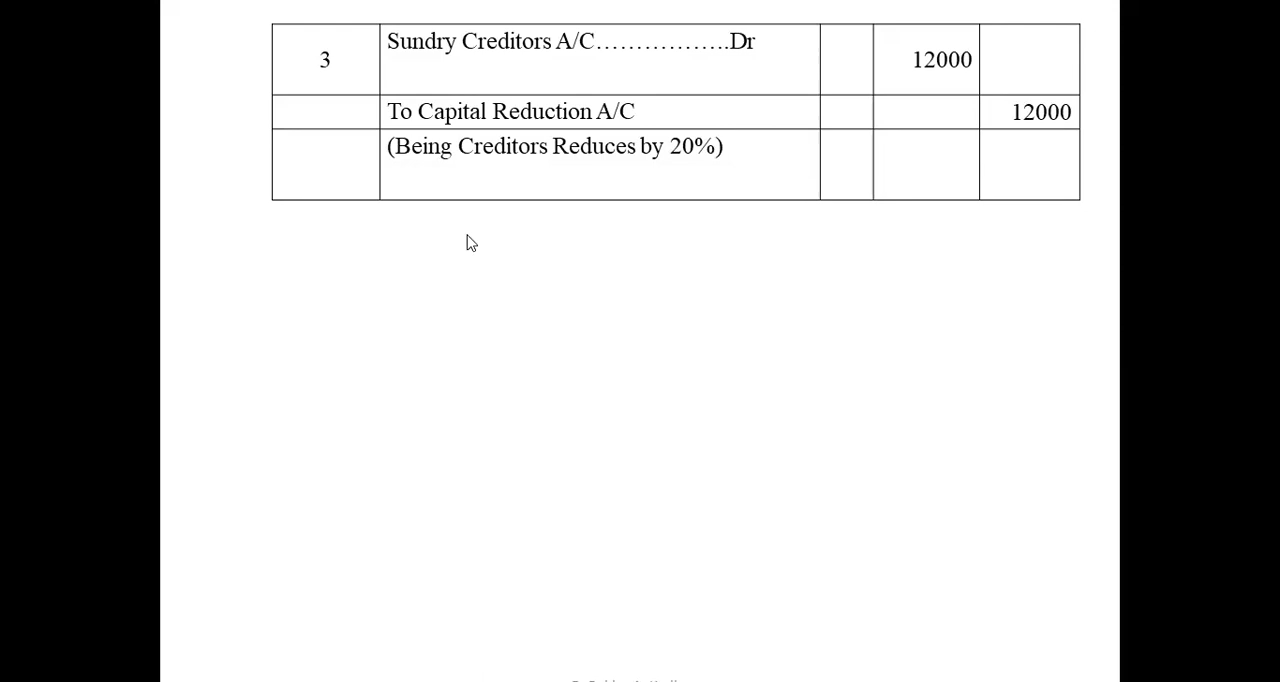 3 Sundry Creditors A/C……………..Dr 12000
To Capital Reduction A/C 12000
(Being Creditors Reduces by 20%)